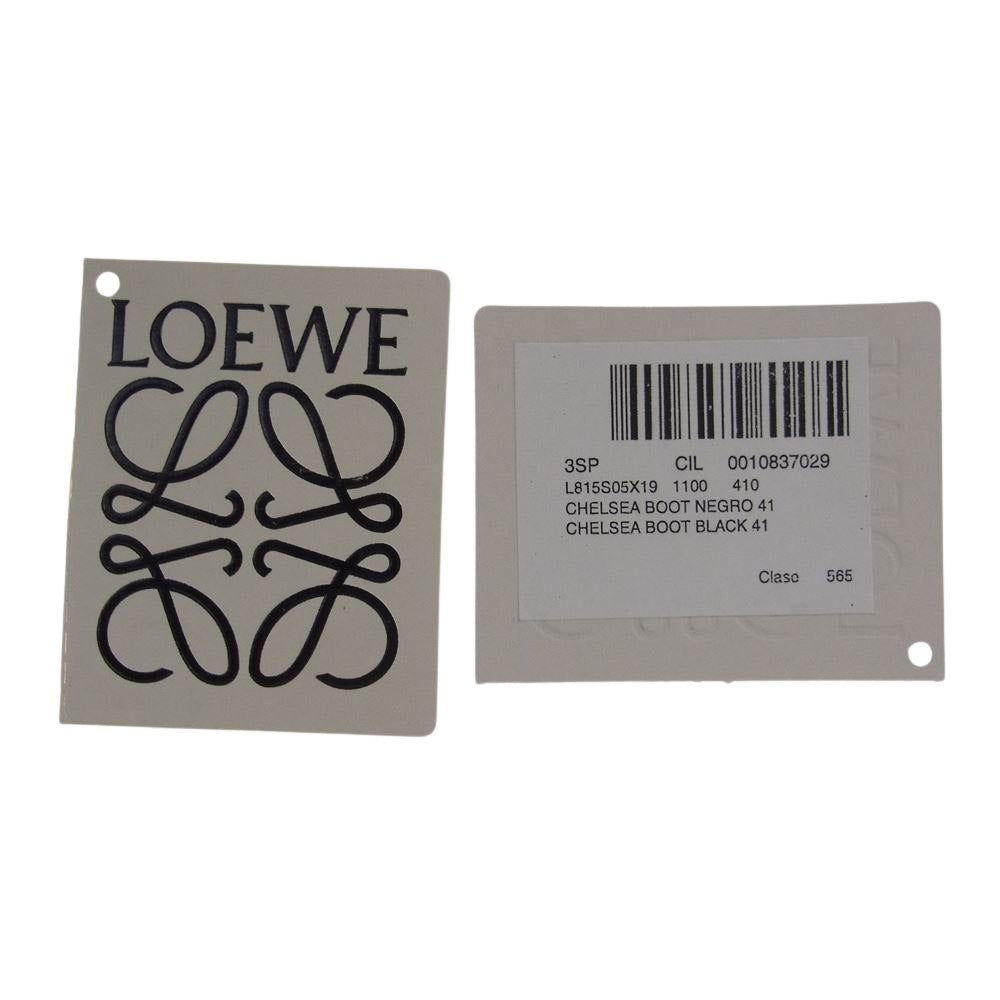 LOEWE
3SP CIL 0010837029
L815S05X19 1100 410
CHELSEA BOOT NEGRO 41
CHELSEA BOOT BLACK 41
Clase 565